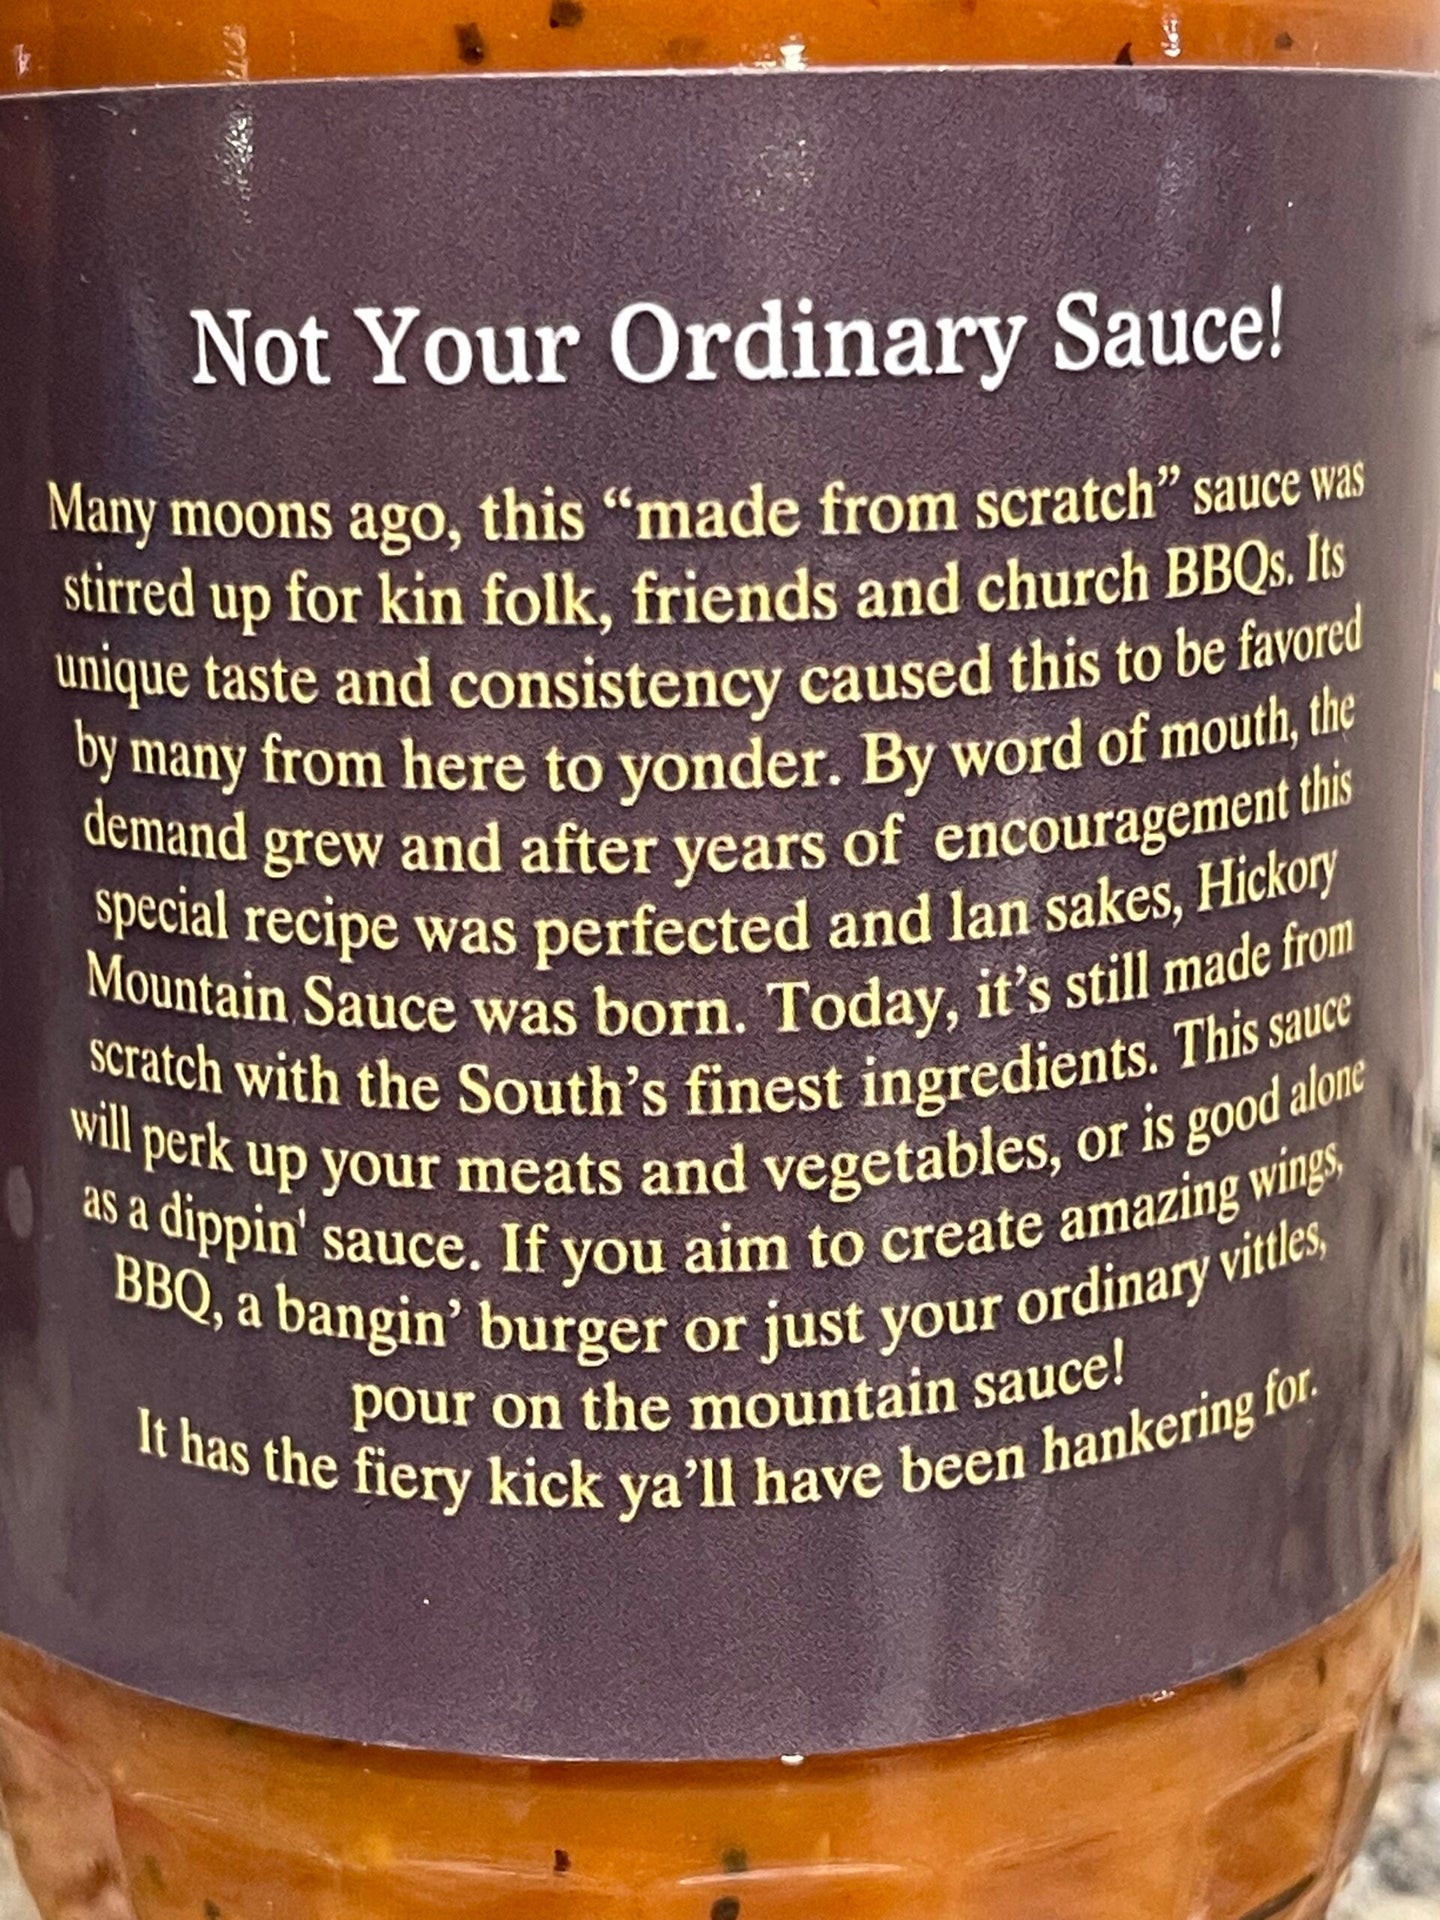 Not Your Ordinary Sauce!
Many moons ago, this “made from scratch” sauce was
stirred up for kin folk, friends and church BBQs. Its
unique taste and consistency caused this to be favored
by many from here to yonder. By word of mouth, the
demand grew and after years of encouragement this
special recipe was perfected and lan sakes, Hickory
Mountain Sauce was born. Today, it’s still made from
scratch with the South’s finest ingredients. This sauce
will perk up your meats and vegetables, or is good alone
as a dippin' sauce. If you aim to create amazing wings,
BBQ, a bangin’ burger or just your ordinary vittles,
pour on the mountain sauce!
It has the fiery kick ya’ll have been hankering for.